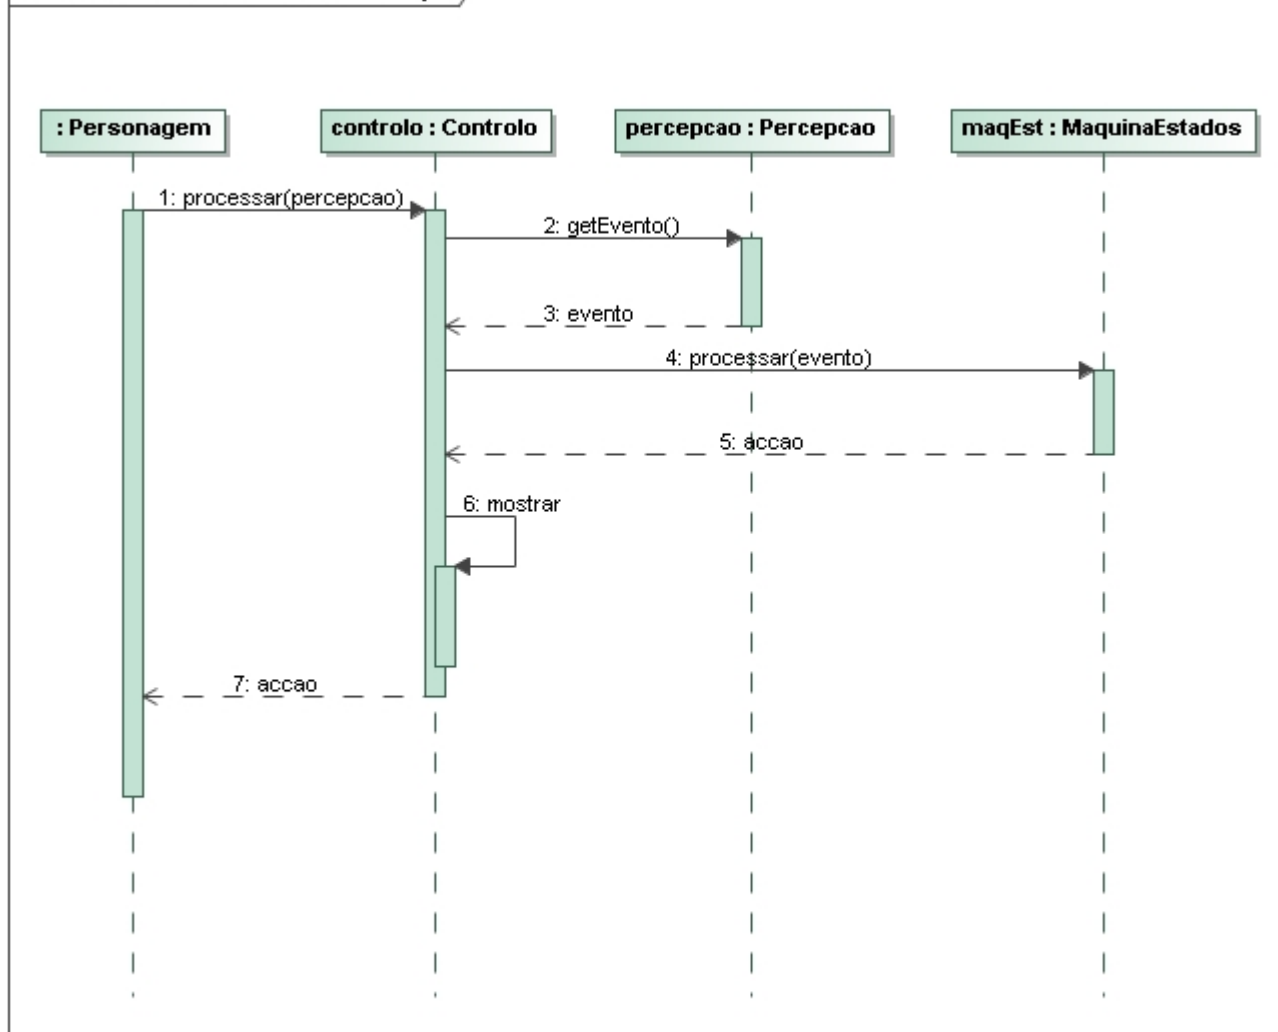 : Personagem
controlo : Controlo
percepcao : Percepcao
maqEst : MaquinaEstados
1: processar(percepcao)
2: getEvento()
3: evento
4: processar(evento)
5: accao
6: mostrar
7: accao